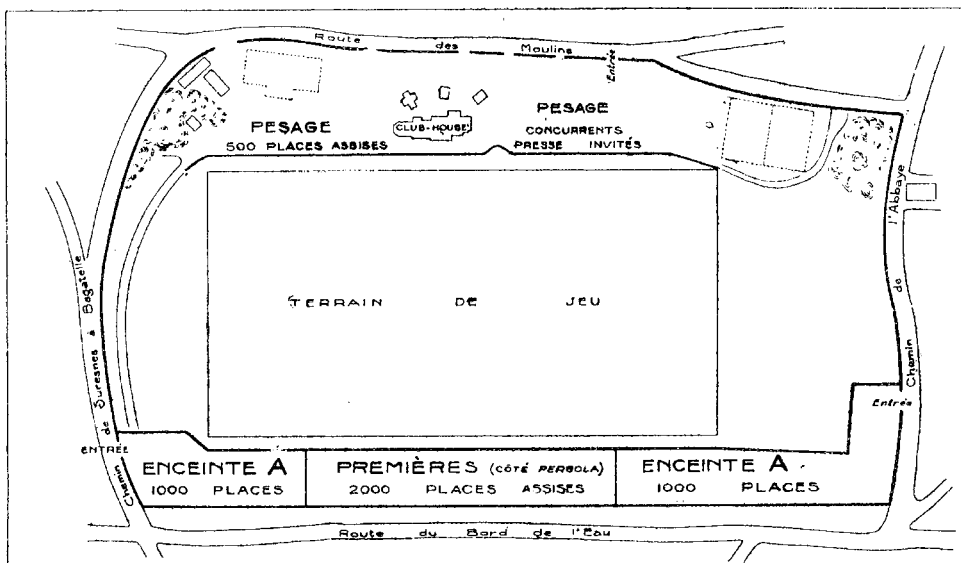 Route des Moulins
Entrée
PESAGE
500 PLACES ASSISES
CLUB-HOUSE
PESAGE
CONCURRENTS
PRESSE INVITÉS
Chemin de l'Abbaye
Chemin de Suresnes à Bagatelle
TERRAIN DE JEU
Entrée
ENTRÉE
ENCEINTE A
1000 PLACES
PREMIÈRES (CÔTÉ PERGOLA)
2000 PLACES ASSISES
ENCEINTE A
1000 PLACES
Route du Bord de l'Eau